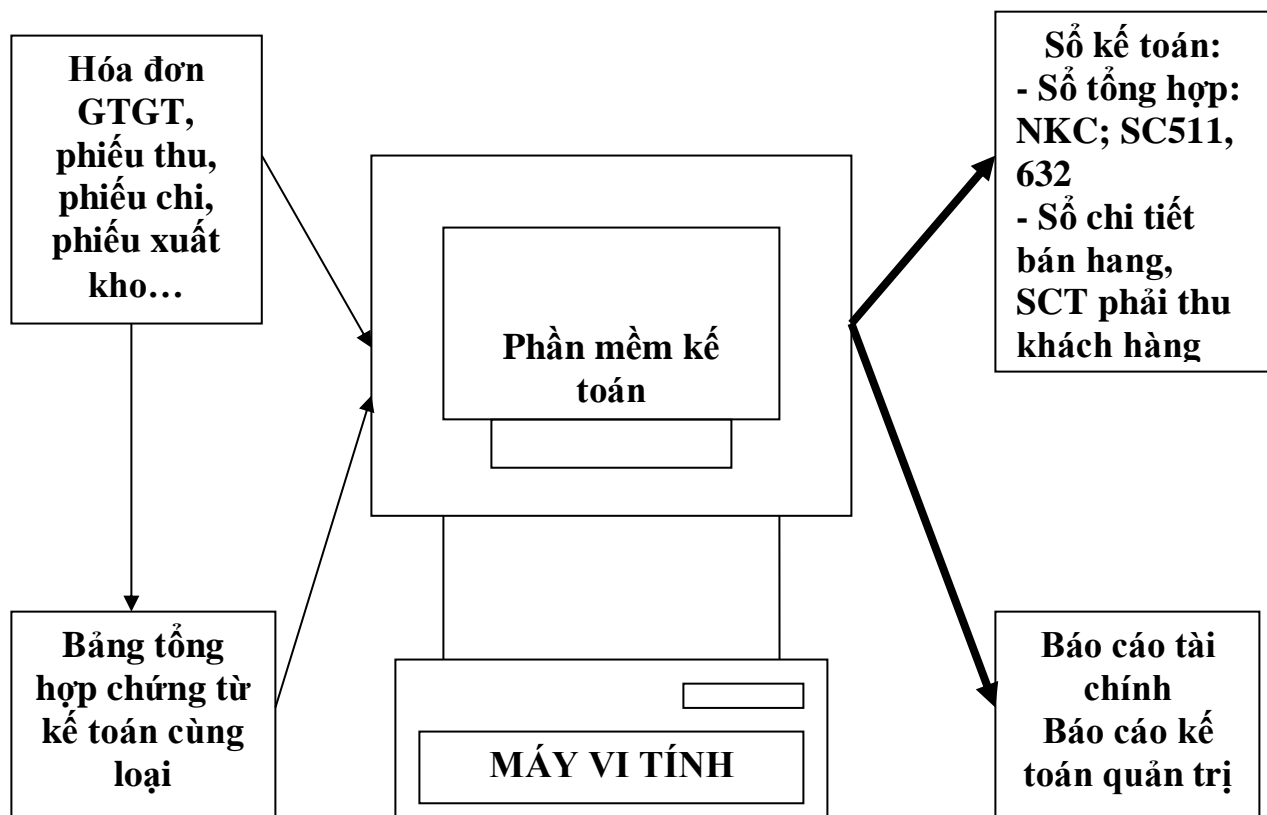 Hóa đơn
GTGT,
phiếu thu,
phiếu chi,
phiếu xuất
kho…
Bảng tổng
hợp chứng từ
kế toán cùng
loại
Phần mềm kế
toán
MÁY VI TÍNH
Sổ kế toán:
- Sổ tổng hợp:
NKC; SC511,
632
- Sổ chi tiết
bán hang,
SCT phải thu
khách hàng
Báo cáo tài
chính
Báo cáo kế
toán quản trị